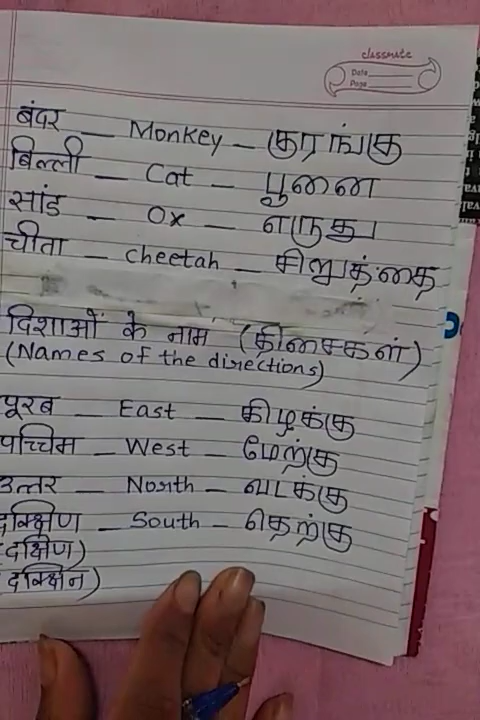 classmate
Date
Page
बंदर — Monkey — குரங்கு
बिल्ली — Cat — பூனை
सांड — Ox — எருது
चीता — cheetah — சிறுத்தை
दिशाओं के नाम (திசைகள்)
(Names of the directions)
पूरब — East — கிழக்கு
पच्चिम — West — மேற்கு
उत्तर — North — வடக்கு
दक्खिण — South — தெற்கு
(दक्षिण)
(दक्खिन)